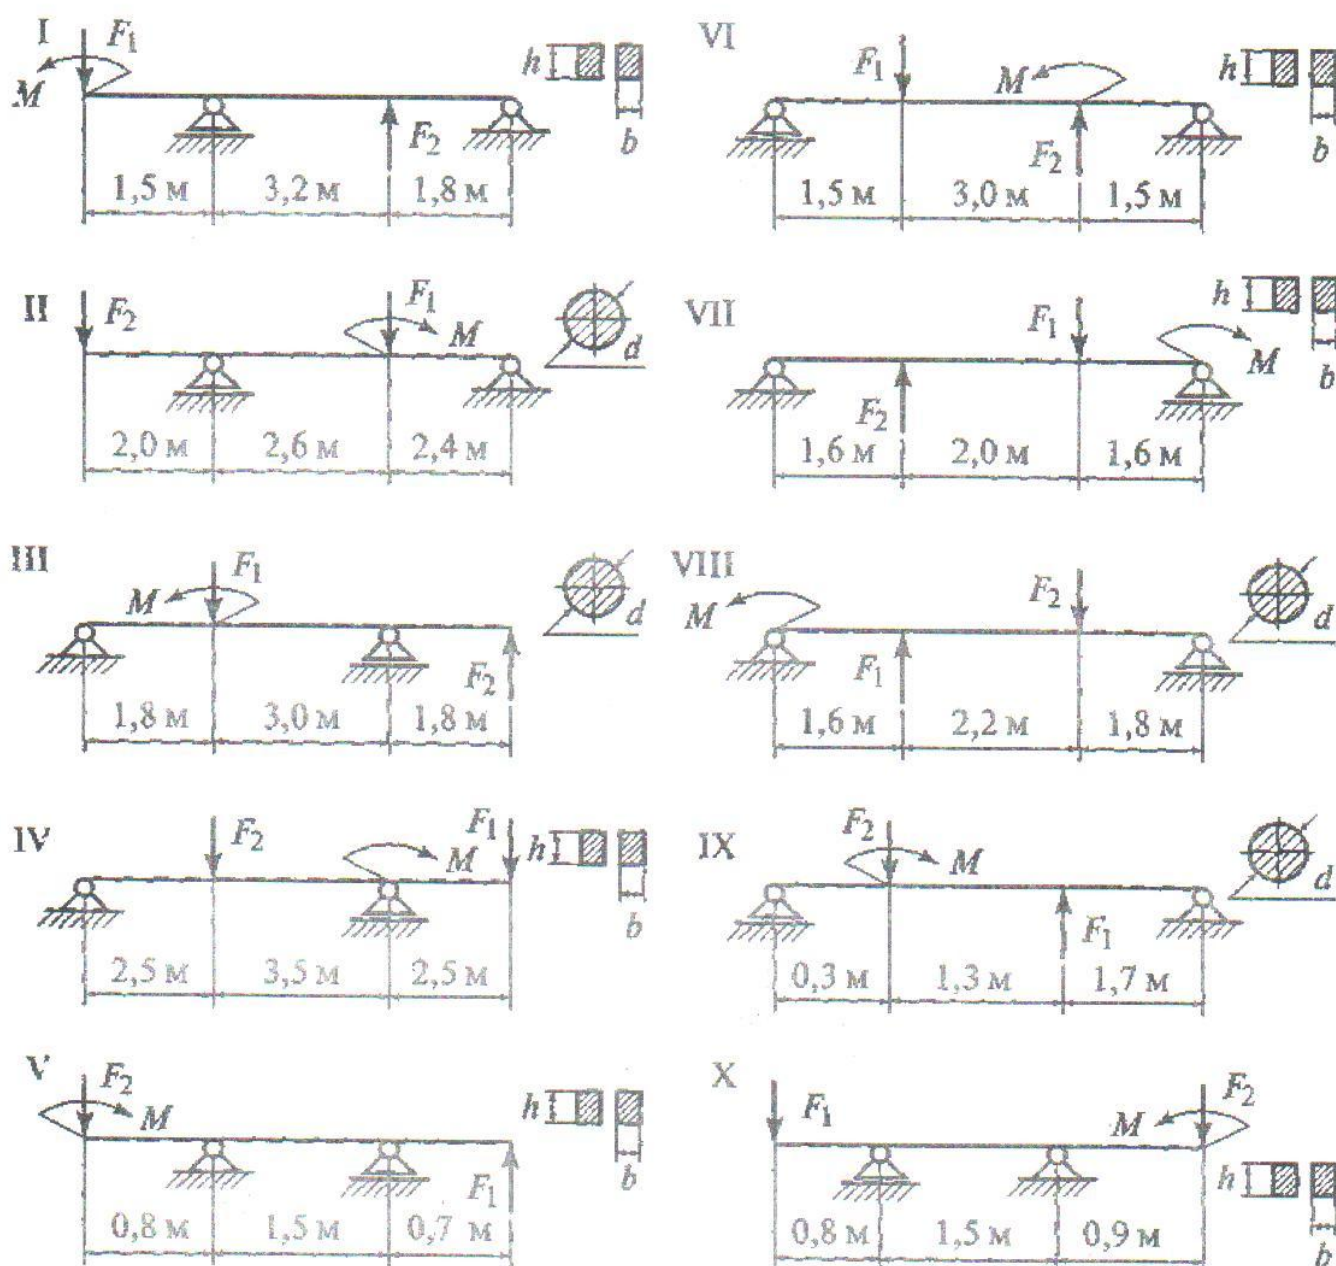 I F₁ h
M F₂ b
1,5 м 3,2 м 1,8 м
II F₂ F₁ M d
2,0 м 2,6 м 2,4 м
III M F₁ d
F₂
1,8 м 3,0 м 1,8 м
IV F₂ M F₁ h
b
2,5 м 3,5 м 2,5 м
V F₂ M h
F₁ b
0,8 м 1,5 м 0,7 м
VI F₁ M h
F₂ b
1,5 м 3,0 м 1,5 м
VII F₁ M h
F₂ b
1,6 м 2,0 м 1,6 м
VIII M F₂ d
F₁
1,6 м 2,2 м 1,8 м
IX F₂ M d
F₁
0,3 м 1,3 м 1,7 м
X F₁ M F₂
h
0,8 м 1,5 м 0,9 м b